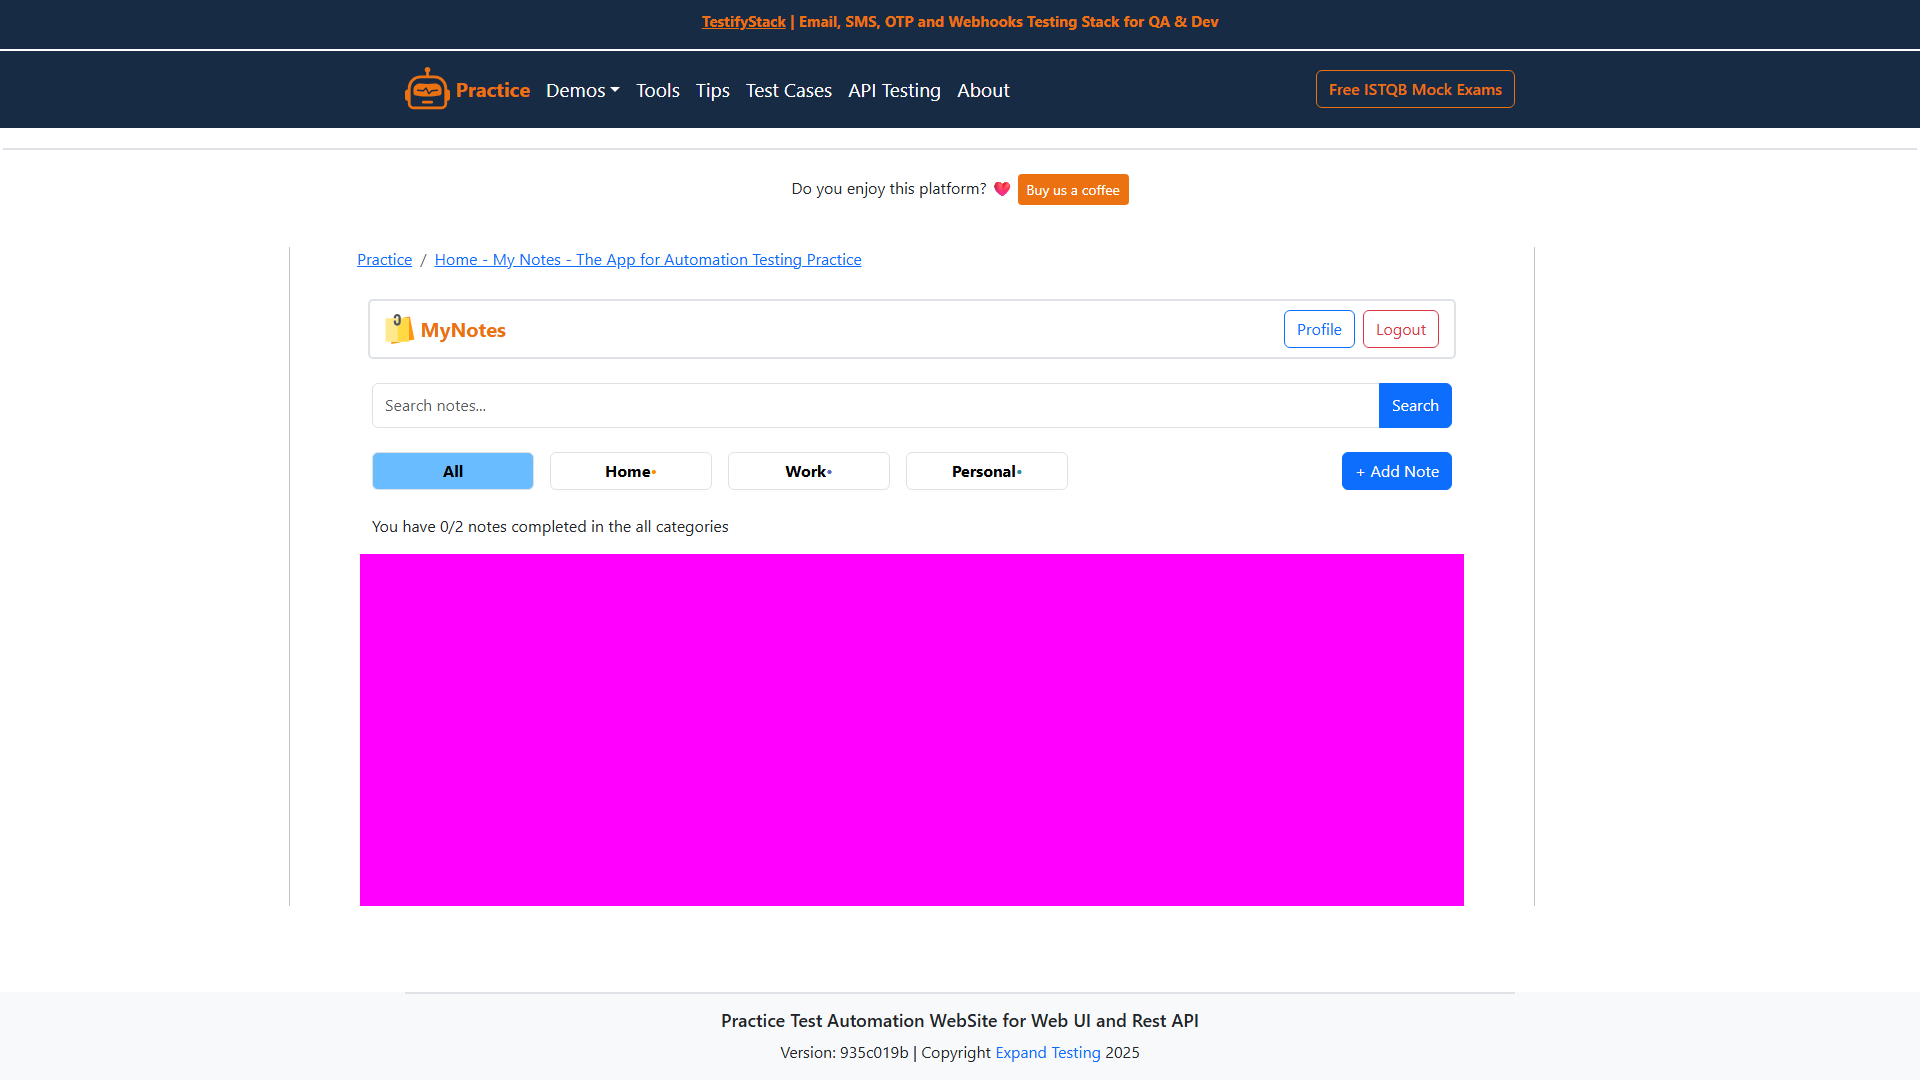 TestifyStack | Email, SMS, OTP and Webhooks Testing Stack for QA & Dev
Practice Demos Tools Tips Test Cases API Testing About Free ISTQB Mock Exams
Do you enjoy this platform? Buy us a coffee
Practice / Home - My Notes - The App for Automation Testing Practice
MyNotes Profile Logout
Search notes... Search
All Home Work Personal + Add Note
You have 0/2 notes completed in the all categories
Practice Test Automation WebSite for Web UI and Rest API
Version: 935c019b | Copyright Expand Testing 2025